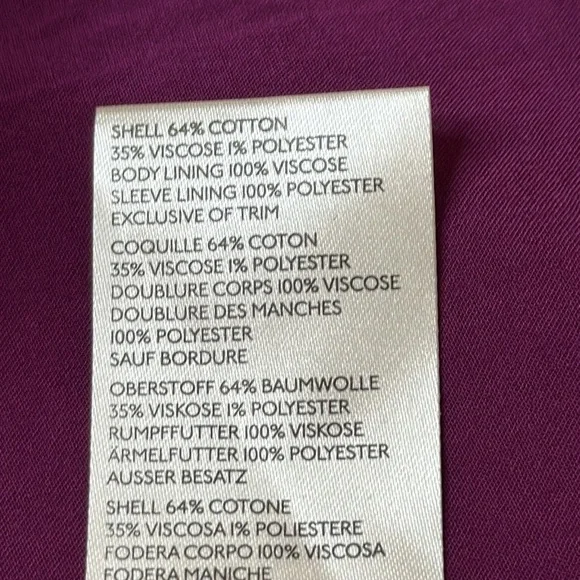 SHELL 64% COTTON
35% VISCOSE 1% POLYESTER
BODY LINING 100% VISCOSE
SLEEVE LINING 100% POLYESTER
EXCLUSIVE OF TRIM
COQUILLE 64% COTON
35% VISCOSE 1% POLYESTER
DOUBLURE CORPS 100% VISCOSE
DOUBLURE DES MANCHES
100% POLYESTER
SAUF BORDURE
OBERSTOFF 64% BAUMWOLLE
35% VISKOSE 1% POLYESTER
RUMPFFUTTER 100% VISKOSE
ÄRMELFUTTER 100% POLYESTER
AUSSER BESATZ
SHELL 64% COTONE
35% VISCOSA 1% POLIESTERE
FODERA CORPO 100% VISCOSA
FODERA MANICHE